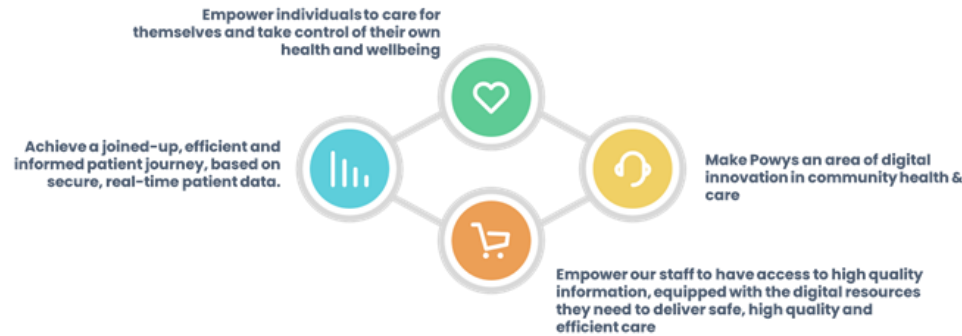 Empower individuals to care for
themselves and take control of their own
health and wellbeing
Achieve a joined-up, efficient and
informed patient journey, based on
secure, real-time patient data.
Make Powys an area of digital
innovation in community health &
care
Empower our staff to have access to high quality
information, equipped with the digital resources
they need to deliver safe, high quality and
efficient care